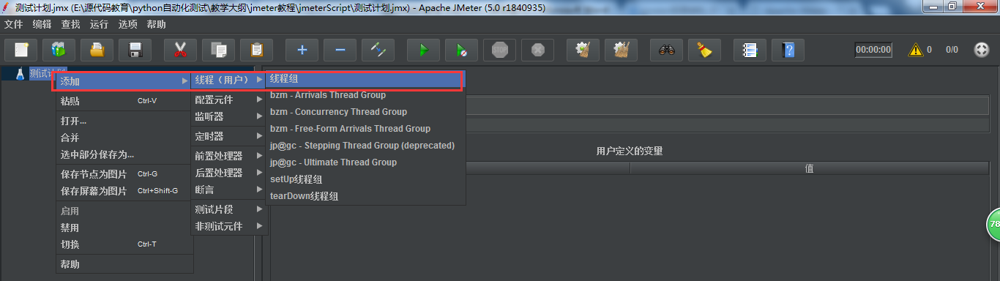 测试计划.jmx (E:\源代码教育\python自动化测试\教学大纲\jmeter教程\jmeterScript\测试计划.jmx) - Apache JMeter (5.0 r1840935)
文件 编辑 查找 运行 选项 帮助
STOP 00:00:00 0 0/0
测试计划
添加
粘贴 Ctrl-V
打开...
合并
选中部分保存为...
保存节点为图片 Ctrl-G
保存屏幕为图片 Ctrl+Shift-G
启用
禁用
切换 Ctrl-T
帮助
线程（用户）
配置元件
监听器
定时器
前置处理器
后置处理器
断言
测试片段
非测试元件
线程组
bzm - Arrivals Thread Group
bzm - Concurrency Thread Group
bzm - Free-Form Arrivals Thread Group
jp@gc - Stepping Thread Group (deprecated)
jp@gc - Ultimate Thread Group
setUp线程组
tearDown线程组
用户定义的变量
值
78